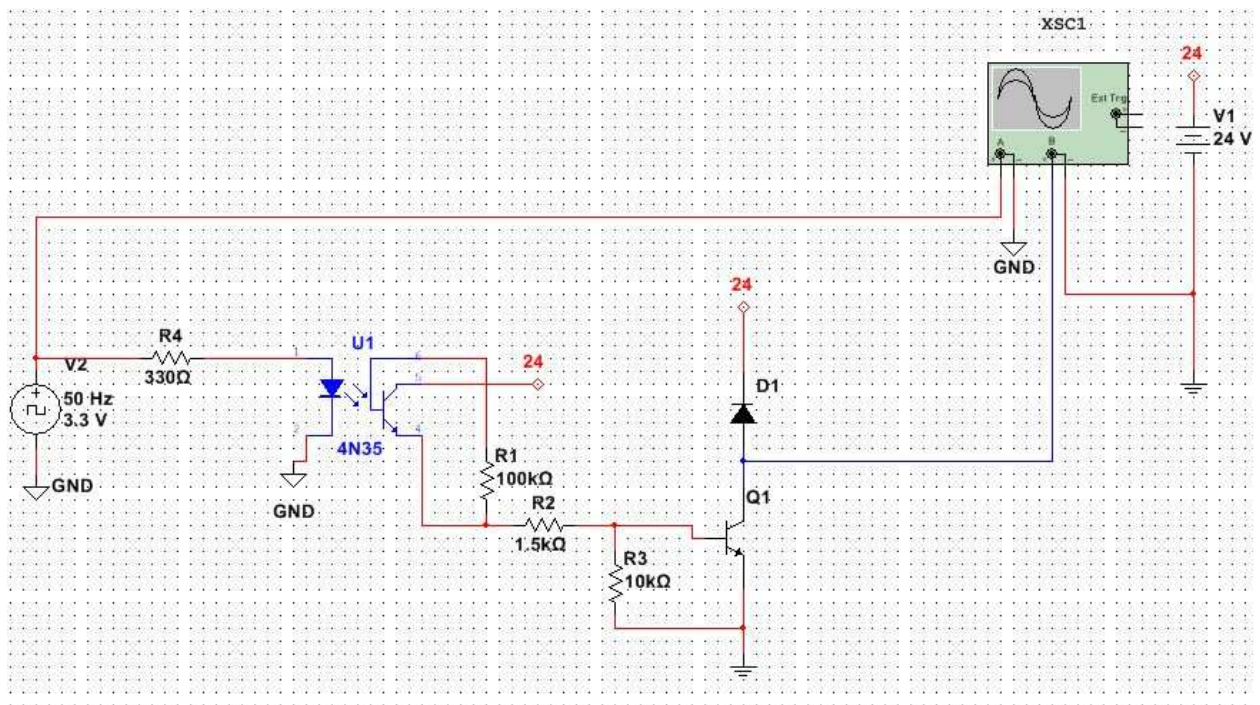 XSC1
24
Ext Trig
V1
24 V
A
B
GND
24
R4
330Ω
V2
50 Hz
3.3 V
GND
1
2
U1
6
5
4
24
4N35
GND
R1
100kΩ
R2
1.5kΩ
R3
10kΩ
D1
Q1